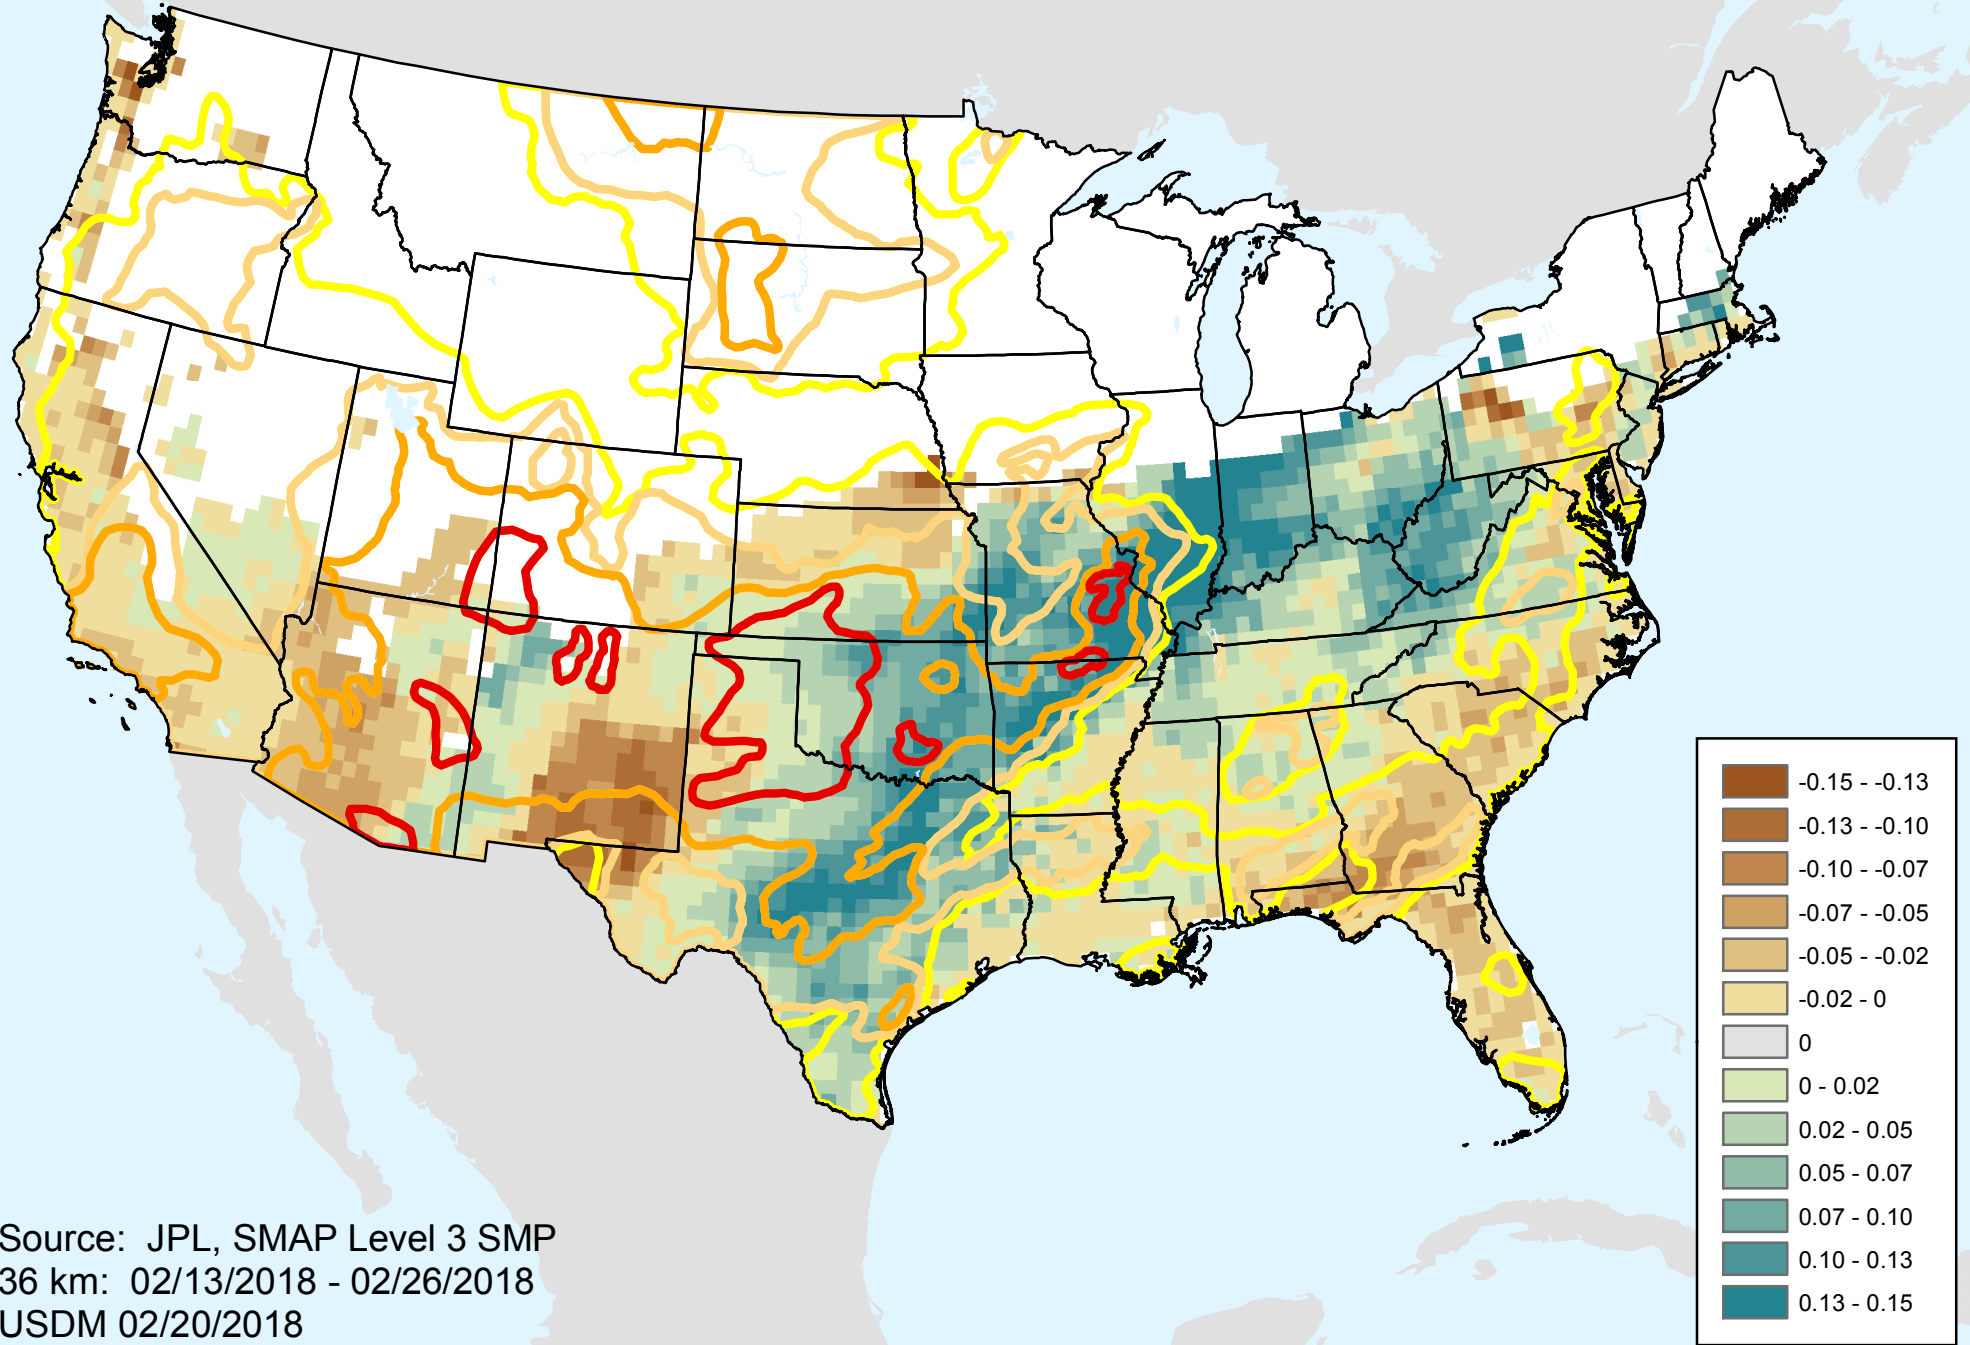 -0.15 - -0.13
-0.13 - -0.10
-0.10 - -0.07
-0.07 - -0.05
-0.05 - -0.02
-0.02 - 0
0
0 - 0.02
0.02 - 0.05
0.05 - 0.07
0.07 - 0.10
0.10 - 0.13
0.13 - 0.15
Source: JPL, SMAP Level 3 SMP
36 km: 02/13/2018 - 02/26/2018
USDM 02/20/2018